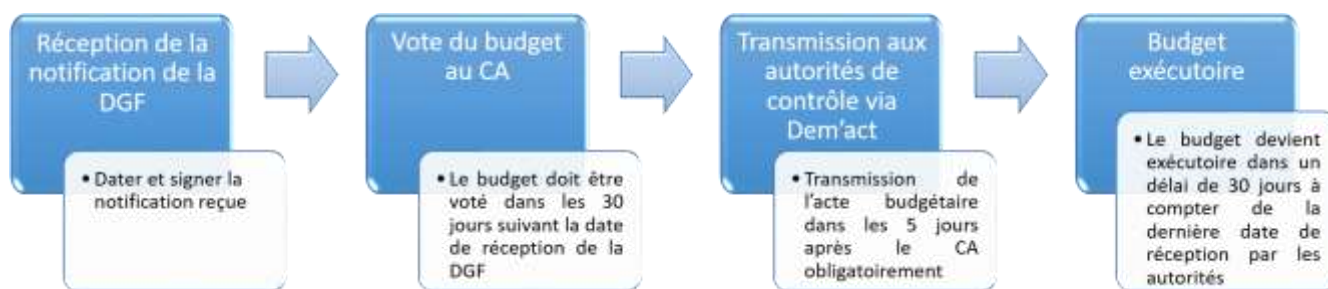 Réception de la
notification de la
DGF
• Dater et signer la
notification reçue
Vote du budget
au CA
• Le budget doit être
voté dans les 30
jours suivant la date
de réception de la
DGF
Transmission aux
autorités de
contrôle via
Dem'act
• Transmission de
l'acte budgétaire
dans les 5 jours
après le CA
obligatoirement
Budget
exécutoire
• Le budget devient
exécutoire dans un
délai de 30 jours à
compter de la
dernière date de
réception par les
autorités